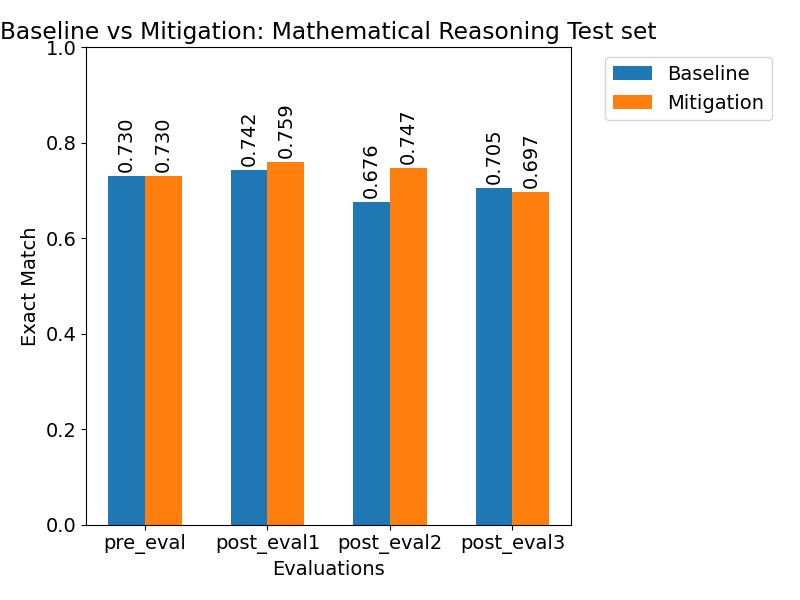 Baseline vs Mitigation: Mathematical Reasoning Test set
Baseline
Mitigation
Exact Match
1.0
0.8
0.6
0.4
0.2
0.0
0.730
0.730
0.742
0.759
0.676
0.747
0.705
0.697
pre_eval
post_eval1
post_eval2
post_eval3
Evaluations